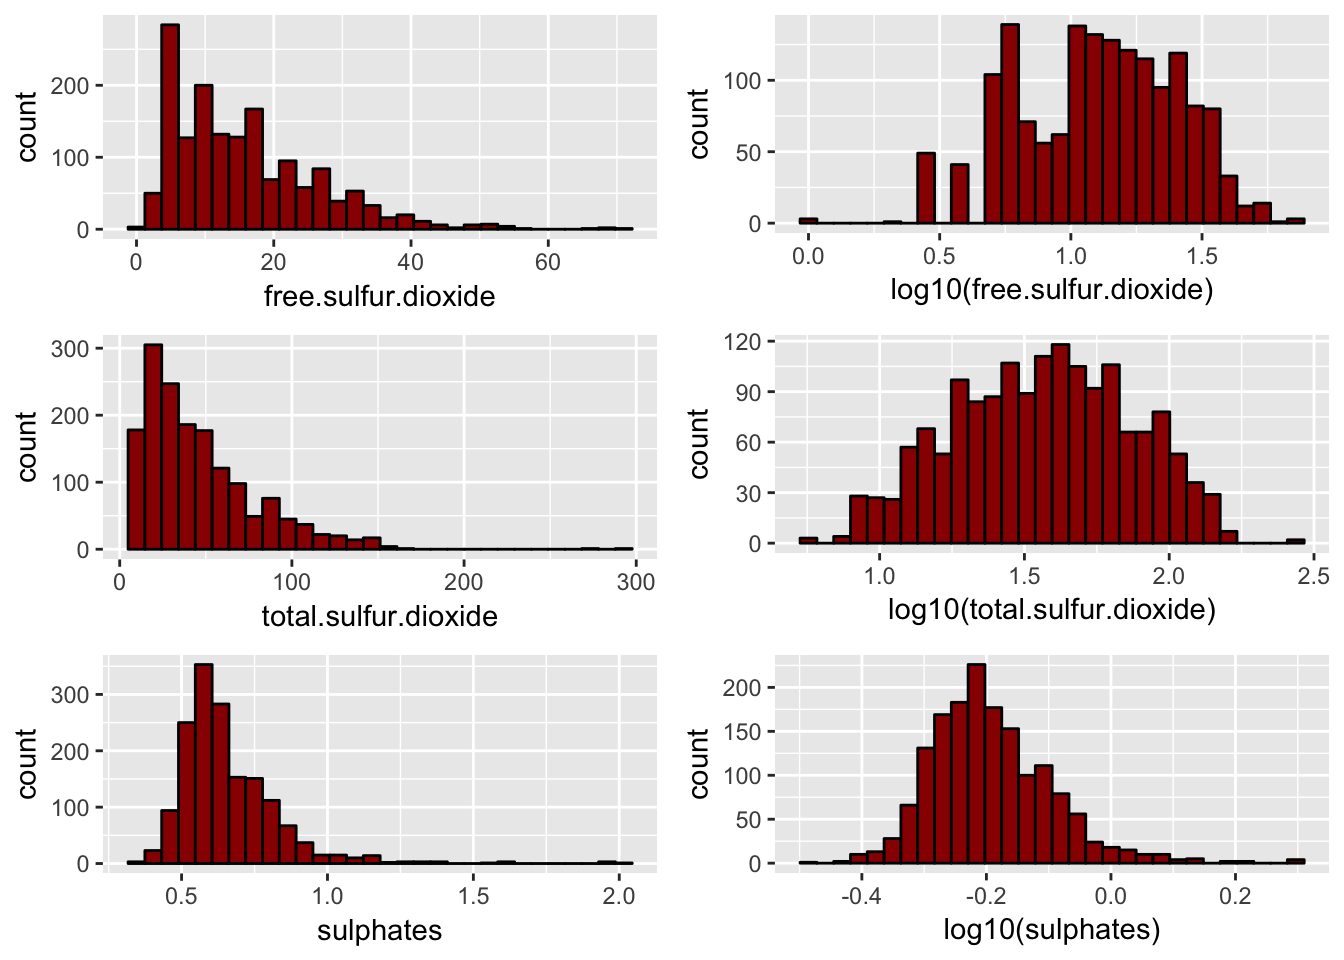 count
200
100
0
0 20 40 60
free.sulfur.dioxide
count
100
50
0
0.0 0.5 1.0 1.5
log10(free.sulfur.dioxide)
count
300
200
100
0
0 100 200 300
total.sulfur.dioxide
count
120
90
60
30
0
1.0 1.5 2.0 2.5
log10(total.sulfur.dioxide)
count
300
200
100
0
0.5 1.0 1.5 2.0
sulphates
count
200
150
100
50
0
-0.4 -0.2 0.0 0.2
log10(sulphates)